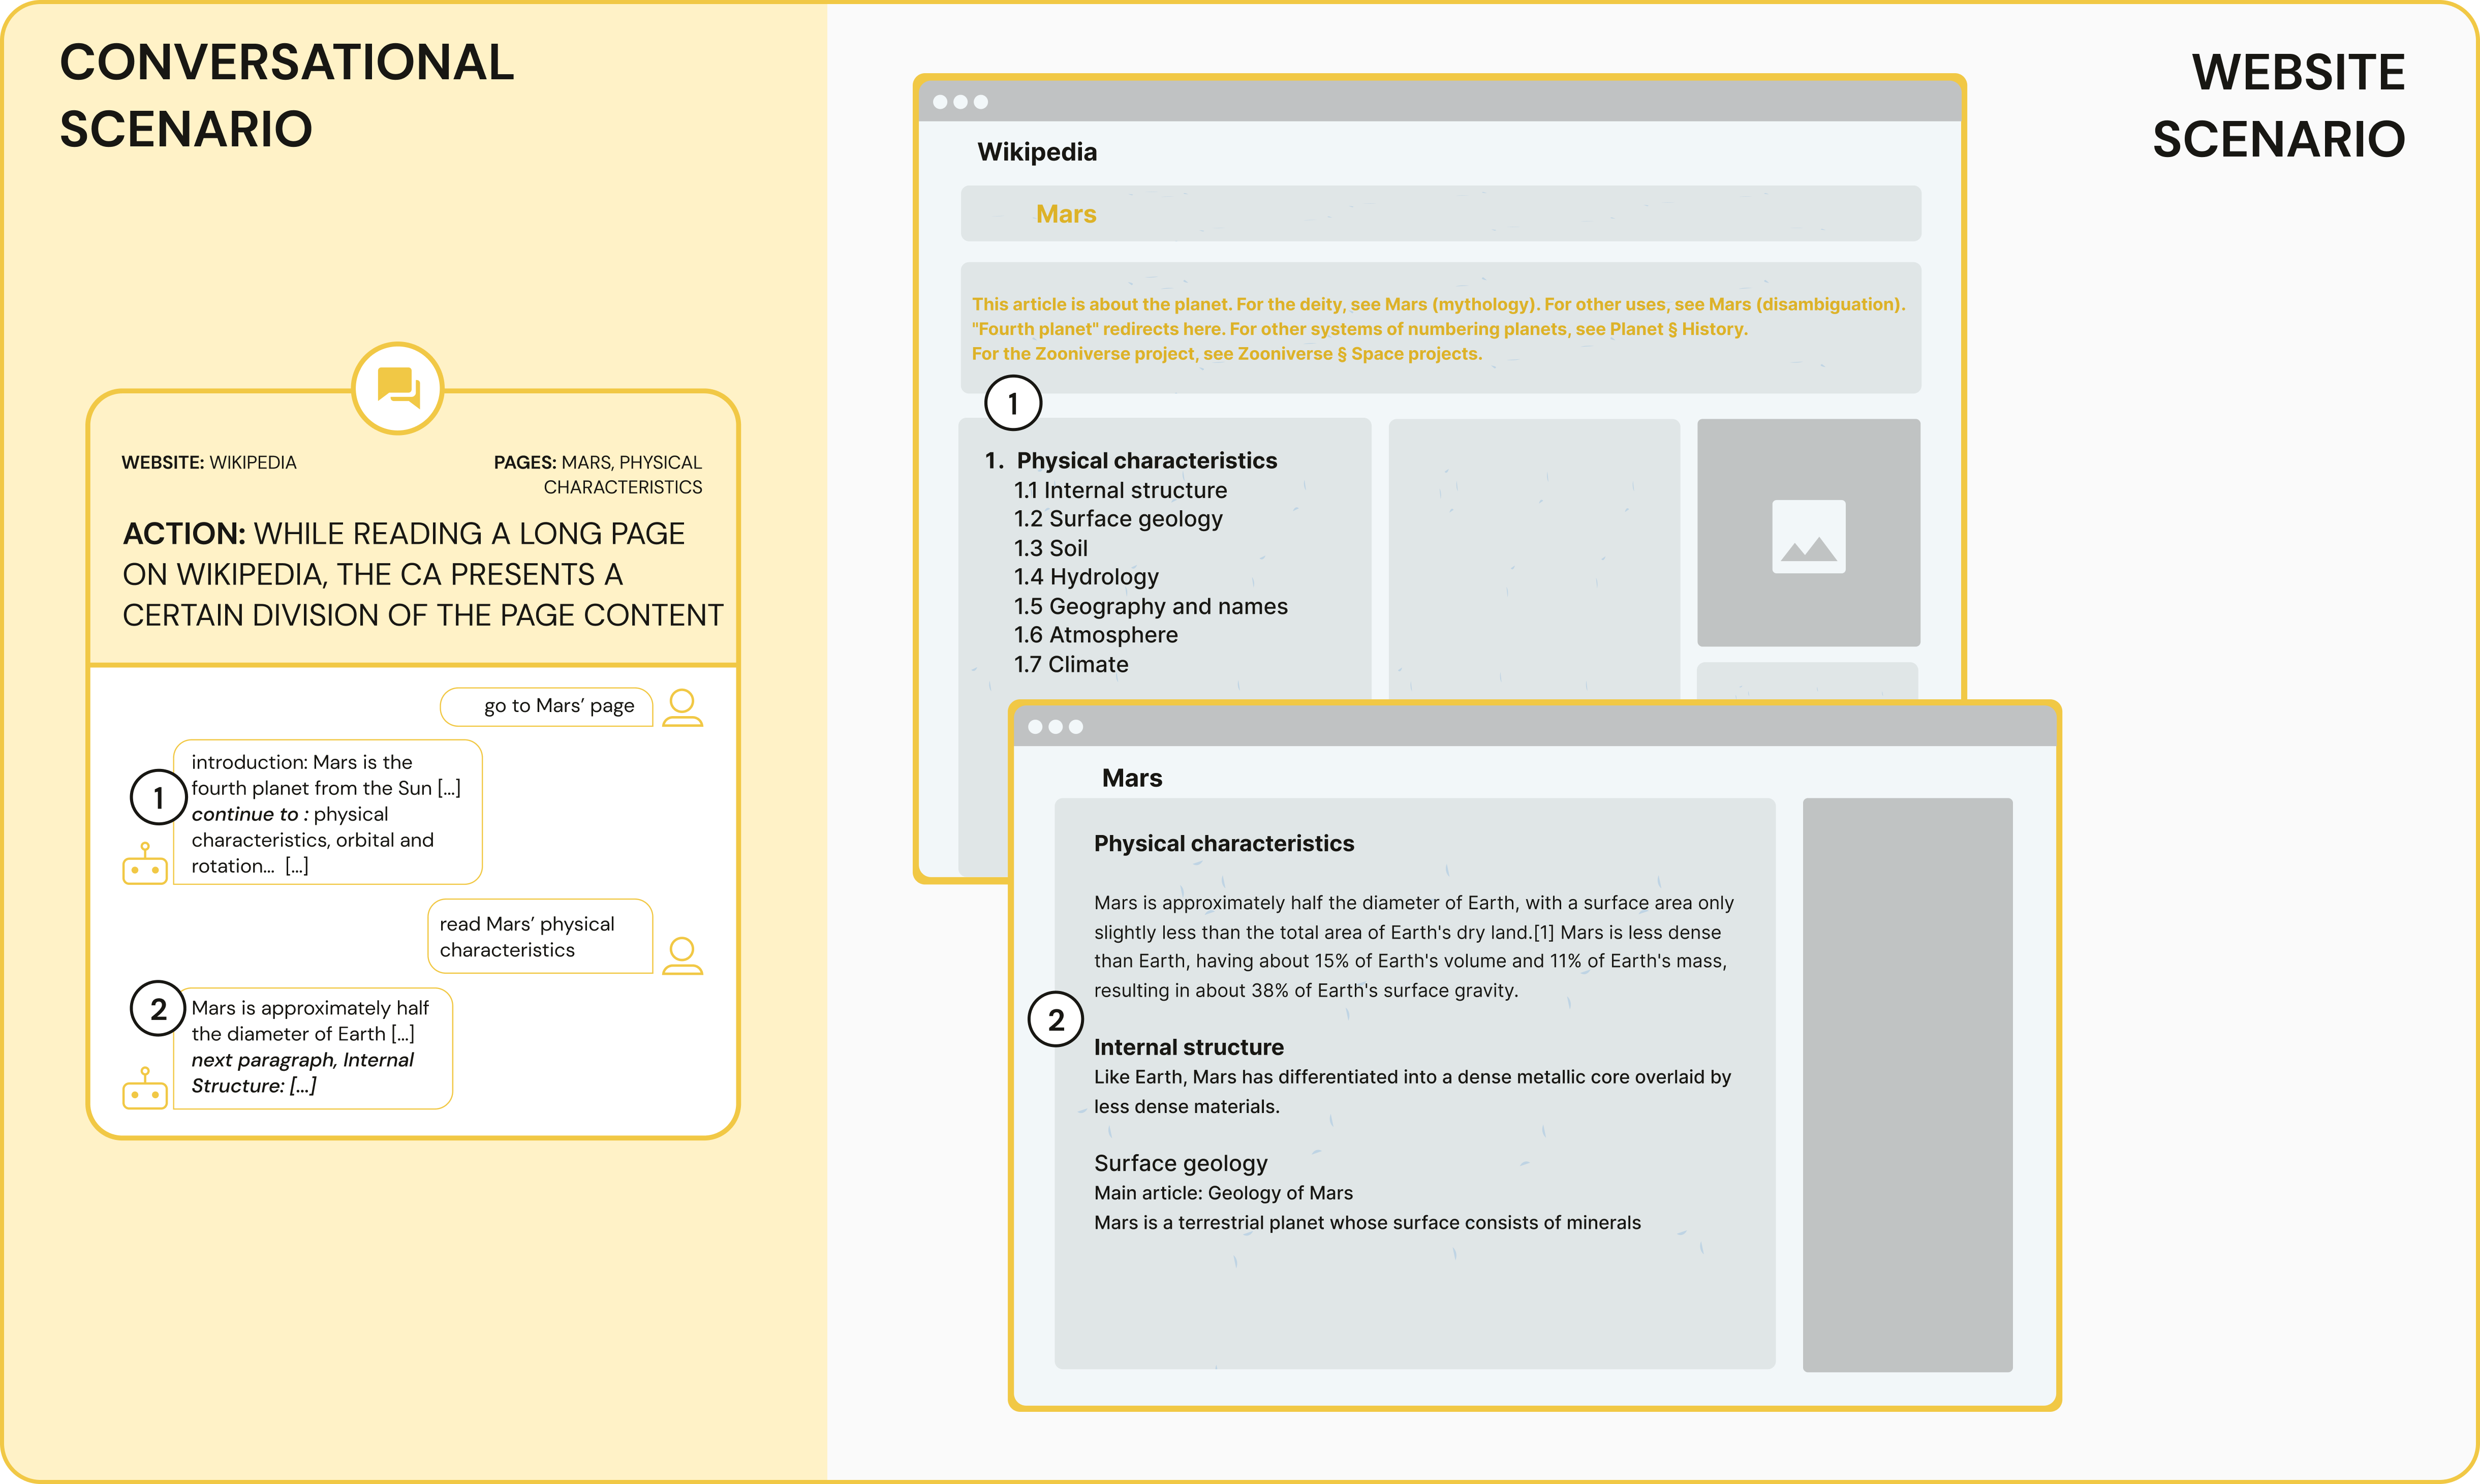 CONVERSATIONAL
SCENARIO
WEBSITE: WIKIPEDIA
PAGES: MARS, PHYSICAL
CHARACTERISTICS
ACTION: WHILE READING A LONG PAGE
ON WIKIPEDIA, THE CA PRESENTS A
CERTAIN DIVISION OF THE PAGE CONTENT
go to Mars’ page
1
introduction: Mars is the
fourth planet from the Sun [...]
continue to : physical
characteristics, orbital and
rotation... [...]
read Mars’ physical
characteristics
2
Mars is approximately half
the diameter of Earth [...]
next paragraph, Internal
Structure: [...]
WEBSITE
SCENARIO
Wikipedia
Mars
This article is about the planet. For the deity, see Mars (mythology). For other uses, see Mars (disambiguation).
"Fourth planet" redirects here. For other systems of numbering planets, see Planet § History.
For the Zooniverse project, see Zooniverse § Space projects.
1
1. Physical characteristics
1.1 Internal structure
1.2 Surface geology
1.3 Soil
1.4 Hydrology
1.5 Geography and names
1.6 Atmosphere
1.7 Climate
Mars
Physical characteristics
Mars is approximately half the diameter of Earth, with a surface area only
slightly less than the total area of Earth's dry land.[1] Mars is less dense
than Earth, having about 15% of Earth's volume and 11% of Earth's mass,
resulting in about 38% of Earth's surface gravity.
2
Internal structure
Like Earth, Mars has differentiated into a dense metallic core overlaid by
less dense materials.
Surface geology
Main article: Geology of Mars
Mars is a terrestrial planet whose surface consists of minerals